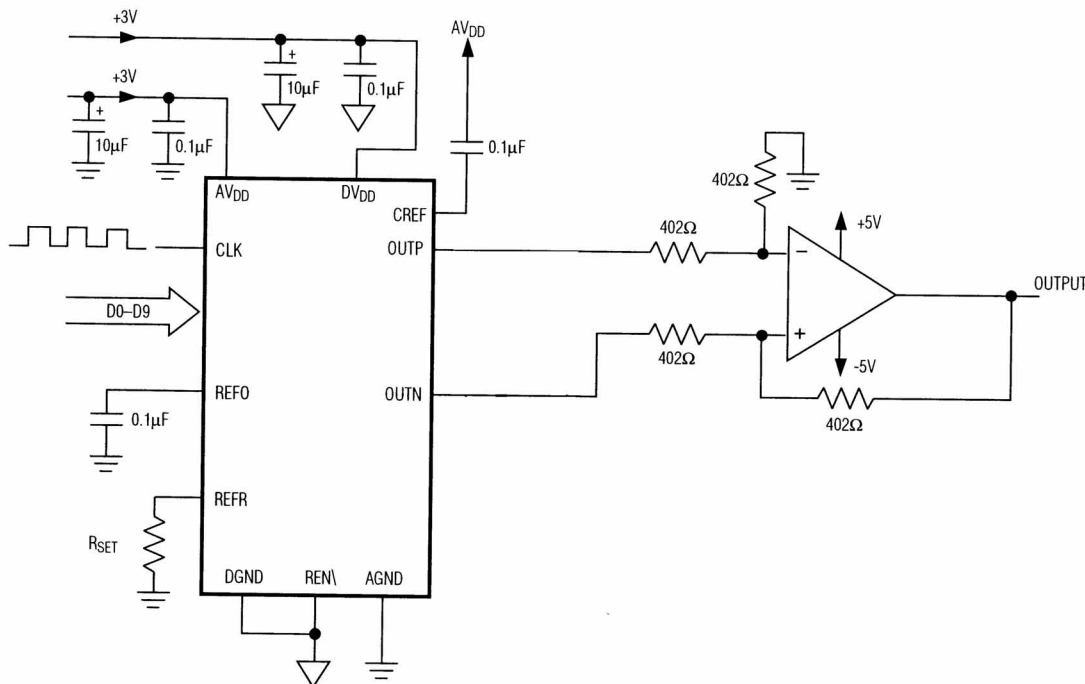 +3V
AVDD
+3V
10µF
0.1µF
10µF
0.1µF
0.1µF
402Ω
AVDD
DVDD
CREF
+5V
402Ω
CLK
OUTP
−
OUTPUT
D0–D9
+
402Ω
-5V
REFO
OUTN
402Ω
0.1µF
REFR
RSET
DGND
REN\
AGND
+
+